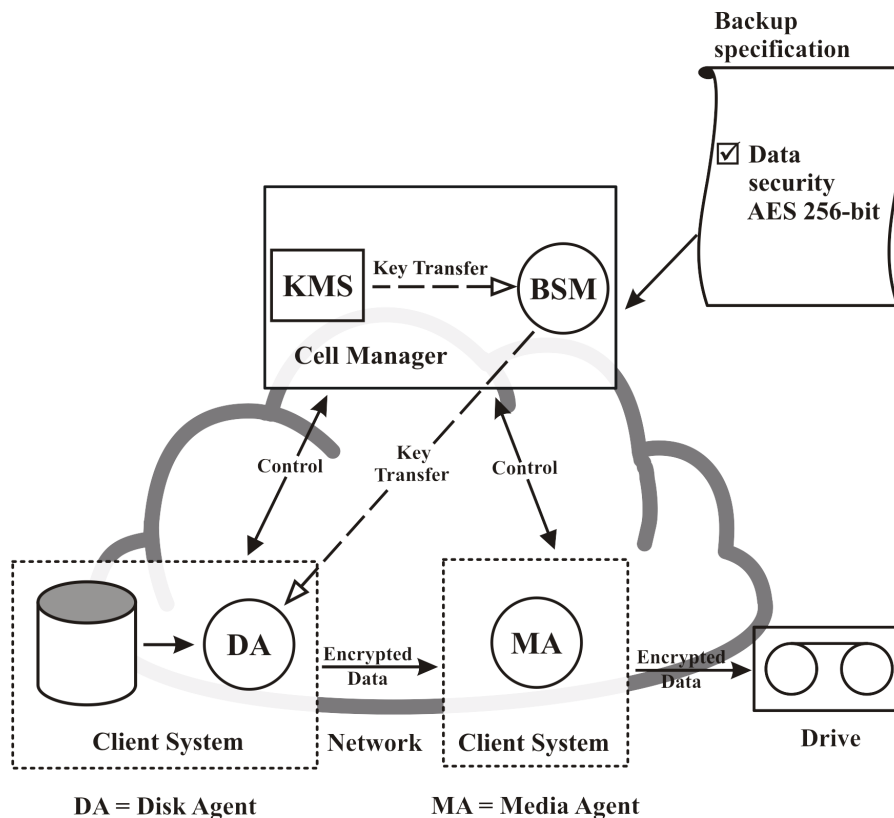 Backup
specification
Data
security
AES 256-bit
KMS
Key Transfer
BSM
Cell Manager
Control
Key
Transfer
Control
DA
Encrypted
Data
MA
Encrypted
Data
Client System
Network
Client System
Drive
DA = Disk Agent
MA = Media Agent